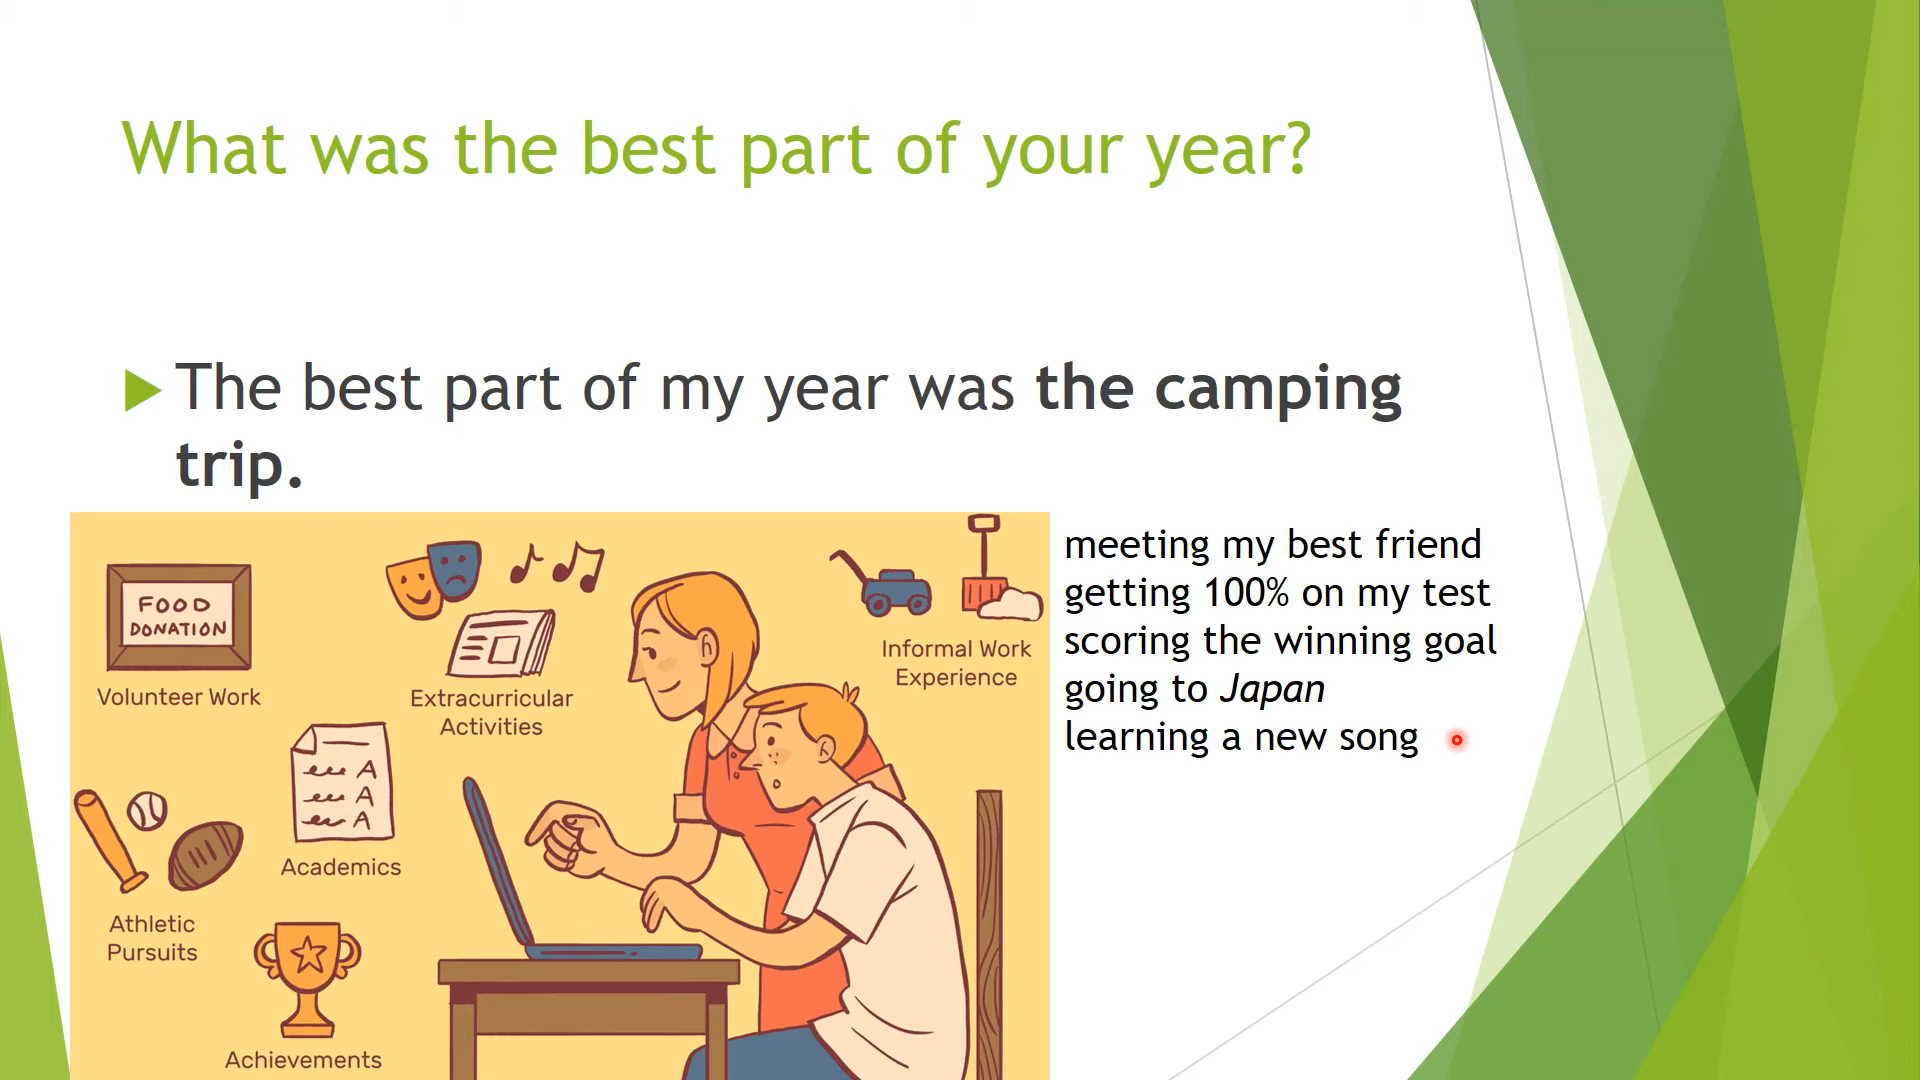 What was the best part of your year?
The best part of my year was the camping
trip.
FOOD
DONATION
Volunteer Work
Extracurricular
Activities
Informal Work
Experience
A
A
A
Academics
Athletic
Pursuits
Achievements
meeting my best friend
getting 100% on my test
scoring the winning goal
going to Japan
learning a new song